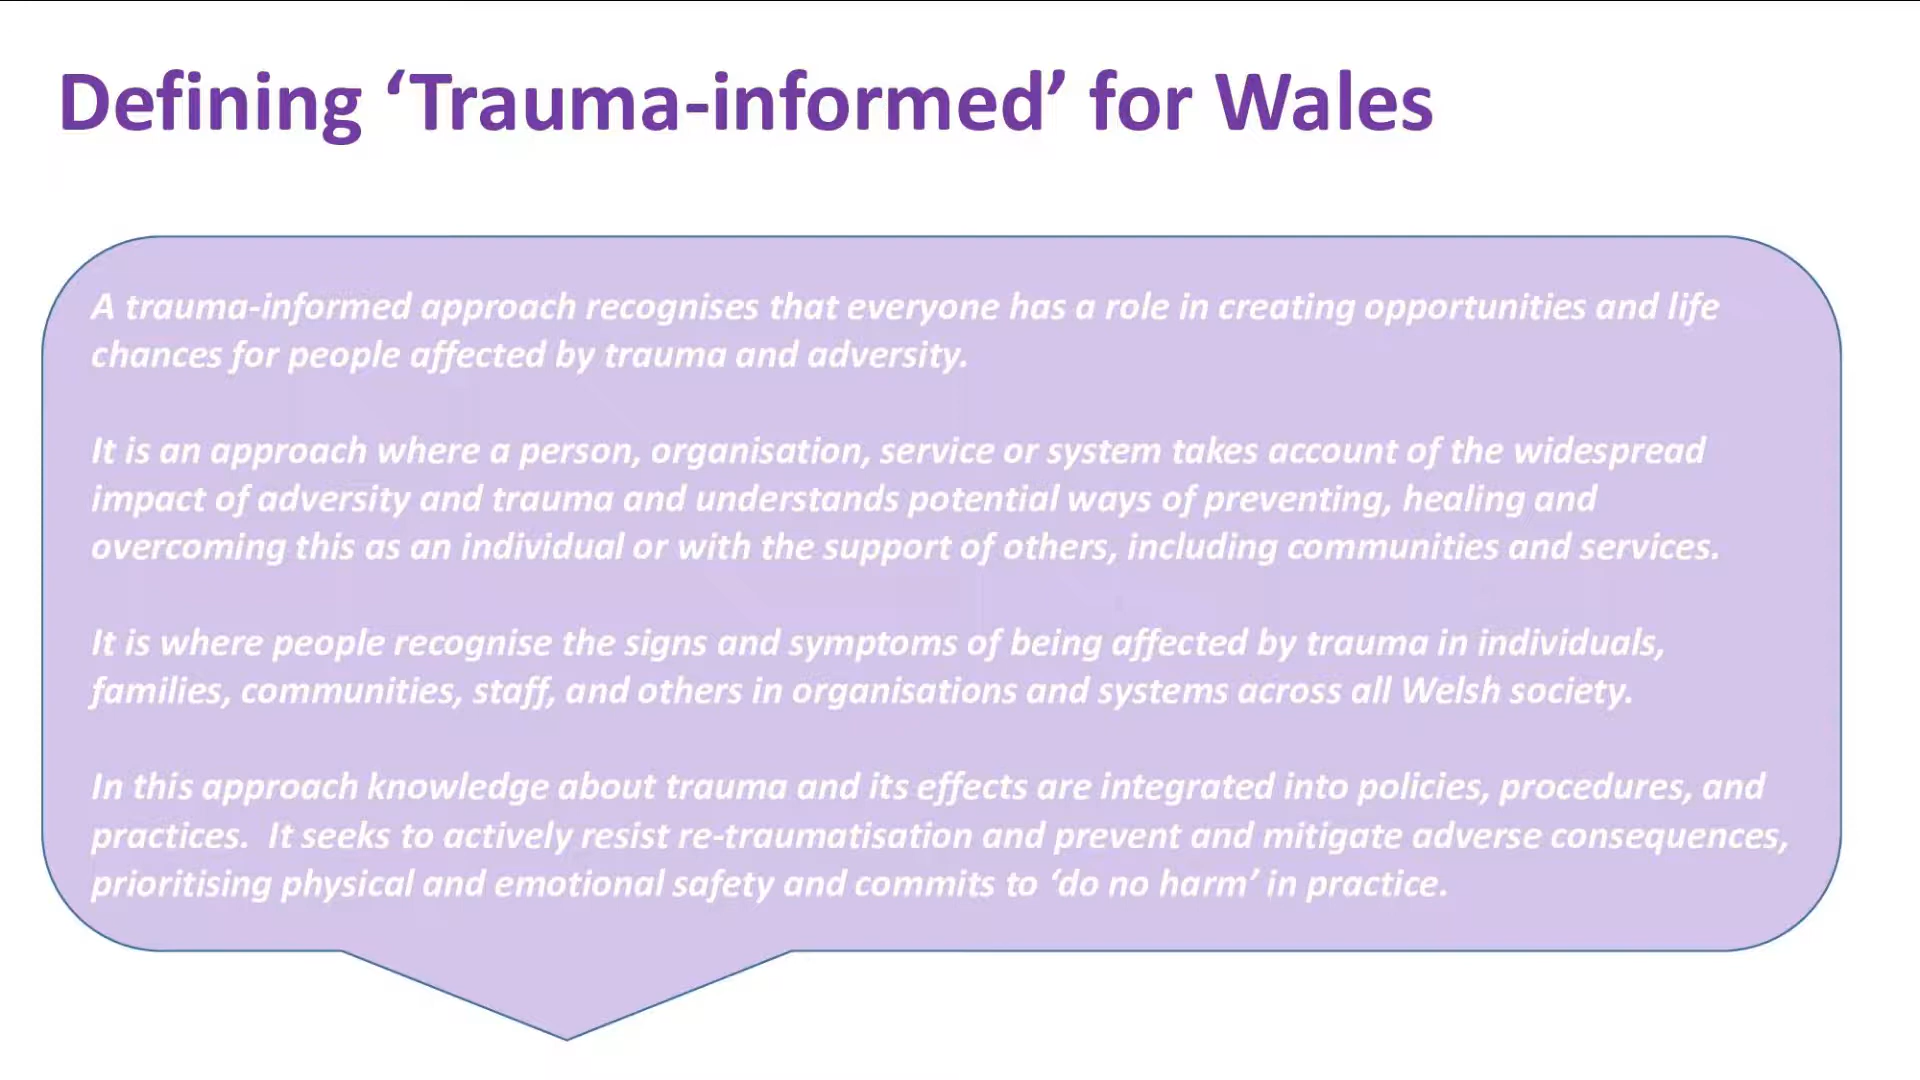 Defining ‘Trauma-informed’ for Wales
A trauma-informed approach recognises that everyone has a role in creating opportunities and life
chances for people affected by trauma and adversity.
It is an approach where a person, organisation, service or system takes account of the widespread
impact of adversity and trauma and understands potential ways of preventing, healing and
overcoming this as an individual or with the support of others, including communities and services.
It is where people recognise the signs and symptoms of being affected by trauma in individuals,
families, communities, staff, and others in organisations and systems across all Welsh society.
In this approach knowledge about trauma and its effects are integrated into policies, procedures, and
practices.  It seeks to actively resist re-traumatisation and prevent and mitigate adverse consequences,
prioritising physical and emotional safety and commits to ‘do no harm’ in practice.